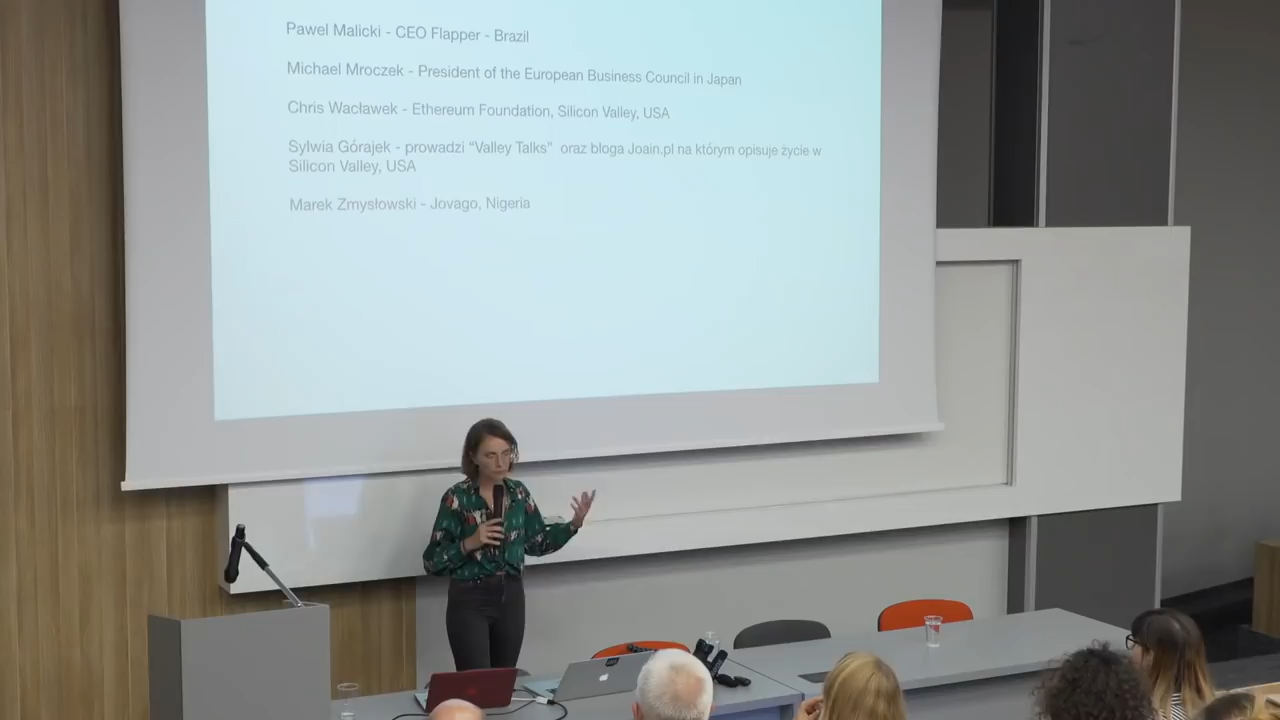 Pawel Malicki - CEO Flapper - Brazil
Michael Mroczek - President of the European Business Council in Japan
Chris Wacławek - Ethereum Foundation, Silicon Valley, USA
Sylwia Górajek - prowadzi “Valley Talks” oraz bloga Joain.pl na którym opisuje życie w
Silicon Valley, USA
Marek Zmysłowski - Jovago, Nigeria